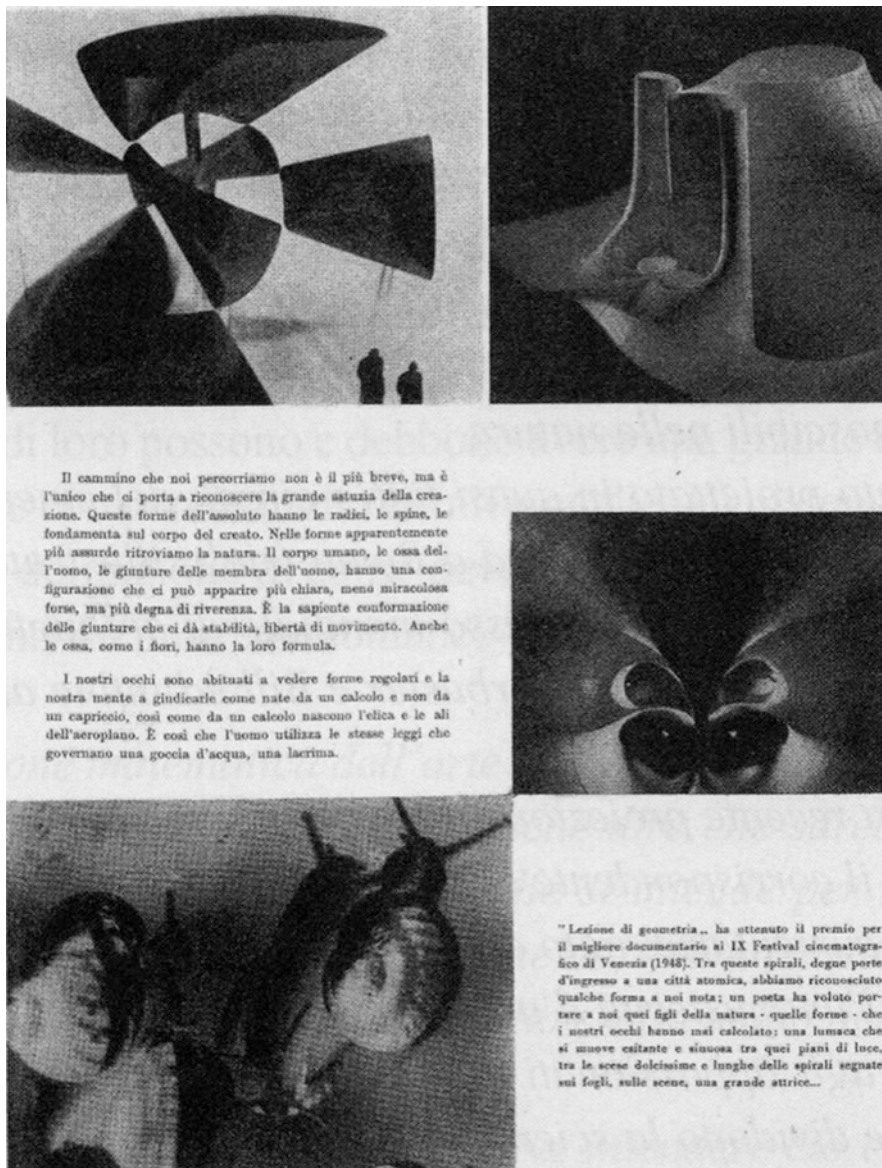 Il cammino che noi percorriamo non è il più breve, ma è
l'unico che ci porta a riconoscere la grande astuzia della crea-
zione. Queste forme dell'assoluto hanno le radici, le spine, le
fondamenta sul corpo del creato. Nelle forme apparentemente
più assurde ritroviamo la natura. Il corpo umano, le ossa del-
l'uomo, le giunture delle membra dell'uomo, hanno una con-
figurazione che ci può apparire più chiara, meno miracolosa
forse, ma più degna di riverenza. È la sapiente conformazione
delle giunture che ci dà stabilità, libertà di movimento. Anche
le ossa, come i fiori, hanno la loro formula.
I nostri occhi sono abituati a vedere forme regolari e la
nostra mente a giudicarle come nate da un calcolo e non da
un capriccio, così come da un calcolo nascono l'elica e le ali
dell'aeroplano. È così che l'uomo utilizza le stesse leggi che
governano una goccia d'acqua, una lacrima.
"Lezione di geometria„ ha ottenuto il premio per
il migliore documentario al IX Festival cinematogra-
fico di Venezia (1948). Tra queste spirali, degne porte
d'ingresso a una città atomica, abbiamo riconosciuto
qualche forma a noi nota; un poeta ha voluto por-
tare a noi quei figli della natura - quelle forme - che
i nostri occhi hanno mai calcolato; una lumaca che
si muove esitante e sinuosa tra quei piani di luce,
tra le scese dolcissime e lunghe delle spirali segnate
sui fogli, sulle scene, una grande attrice...